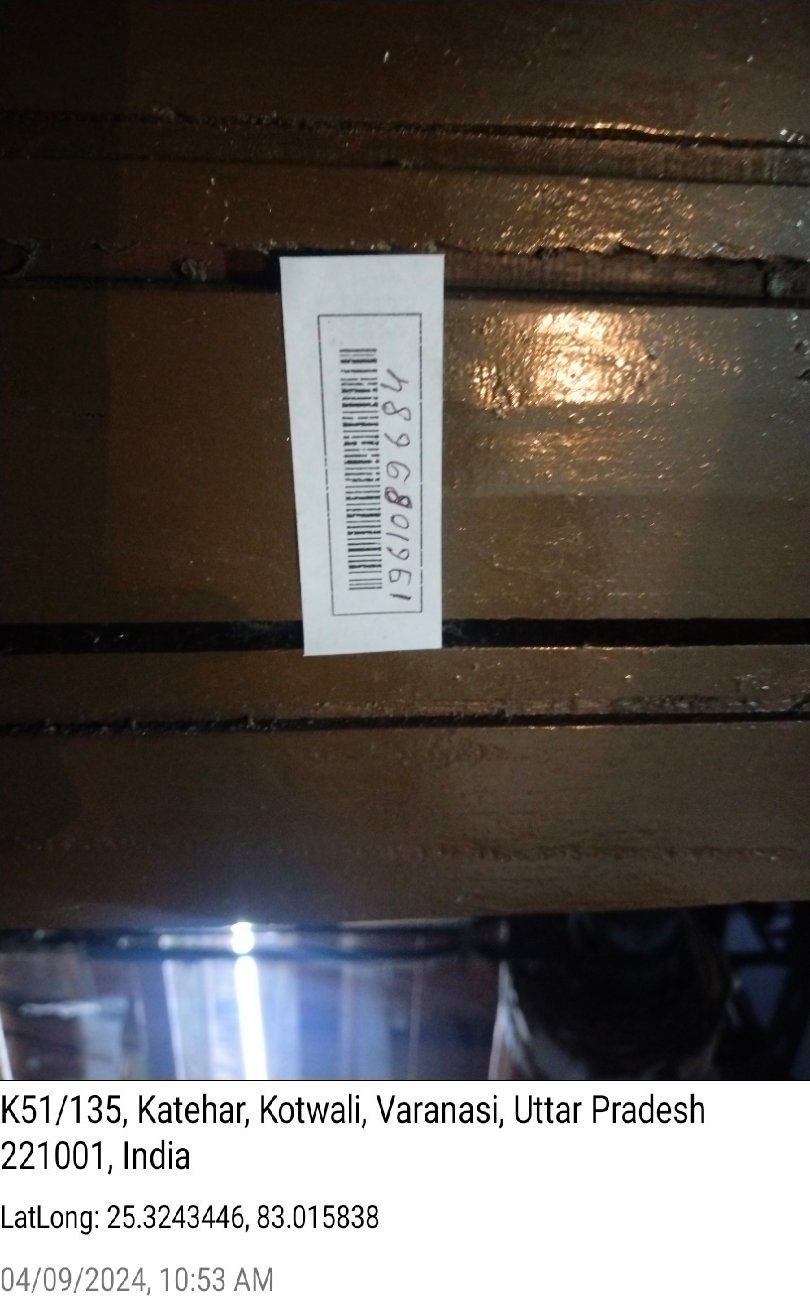 K51/135, Katehar, Kotwali, Varanasi, Uttar Pradesh
221001, India
LatLong: 25.3243446, 83.015838
04/09/2024, 10:53 AM